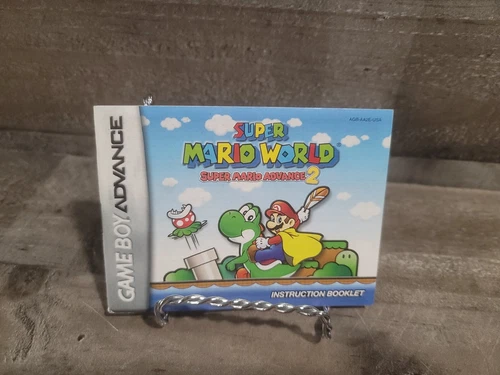 GAME BOY ADVANCE
SUPER
MARIO WORLD
SUPER MARIO ADVANCE 2
INSTRUCTION BOOKLET